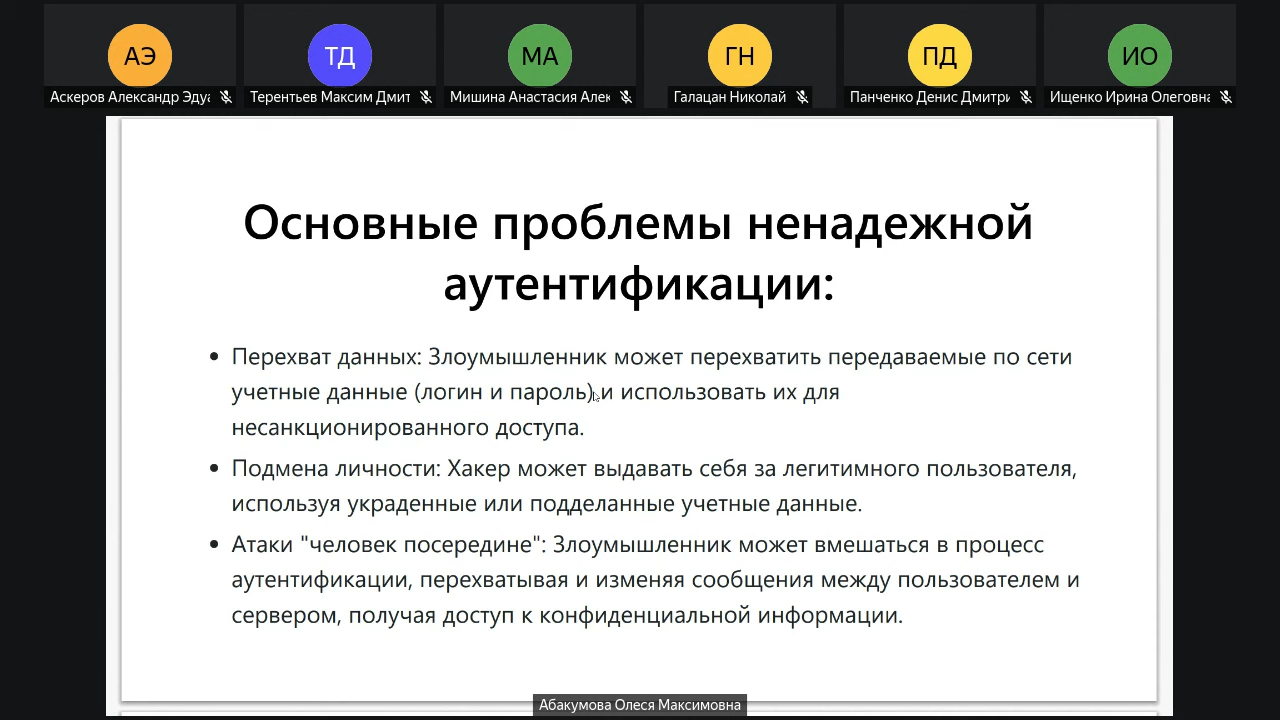 АЭ
ТД
МА
ГН
ПД
ИО
Аскеров Александр Эдуа
Терентьев Максим Дмит
Мишина Анастасия Алек
Галацан Николай
Панченко Денис Дмитри
Ищенко Ирина Олеговна
Основные проблемы ненадежной
аутентификации:
• Перехват данных: Злоумышленник может перехватить передаваемые по сети
учетные данные (логин и пароль) и использовать их для
несанкционированного доступа.
• Подмена личности: Хакер может выдавать себя за легитимного пользователя,
используя украденные или подделанные учетные данные.
• Атаки "человек посередине": Злоумышленник может вмешаться в процесс
аутентификации, перехватывая и изменяя сообщения между пользователем и
сервером, получая доступ к конфиденциальной информации.
Абакумова Олеся Максимовна